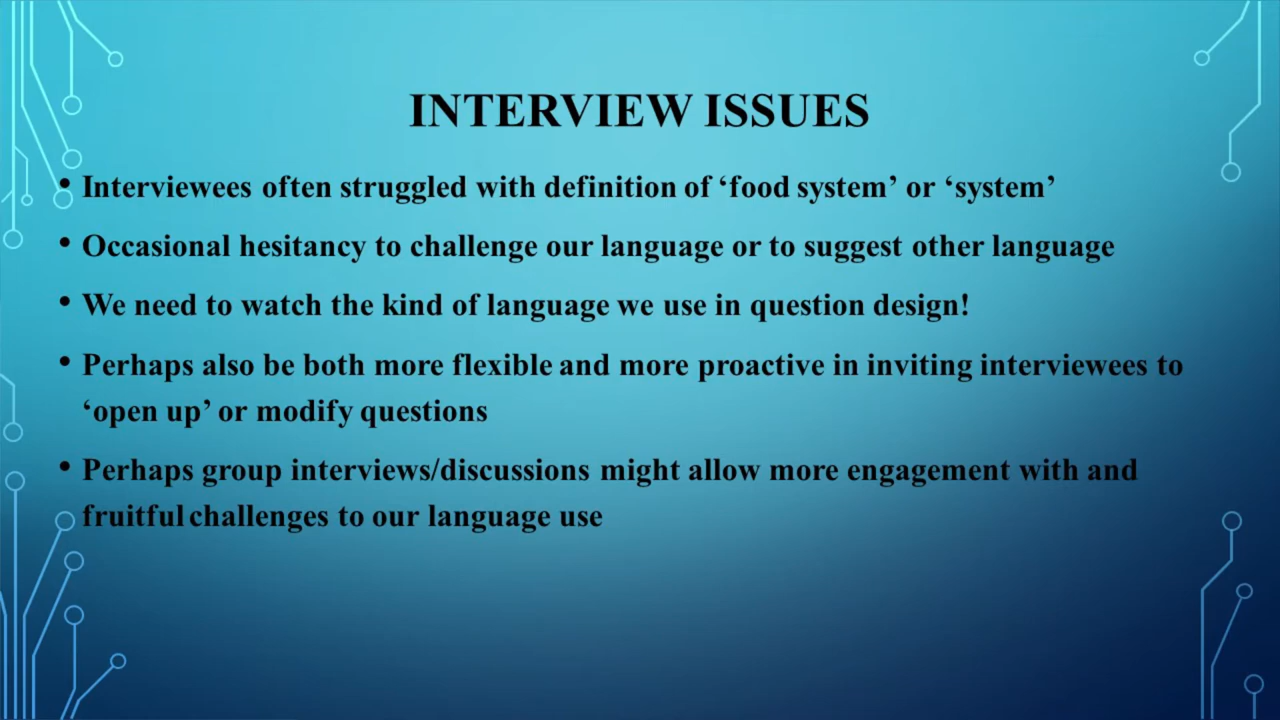 INTERVIEW ISSUES
• Interviewees often struggled with definition of ‘food system’ or ‘system’
• Occasional hesitancy to challenge our language or to suggest other language
• We need to watch the kind of language we use in question design!
• Perhaps also be both more flexible and more proactive in inviting interviewees to
‘open up’ or modify questions
• Perhaps group interviews/discussions might allow more engagement with and
fruitful challenges to our language use